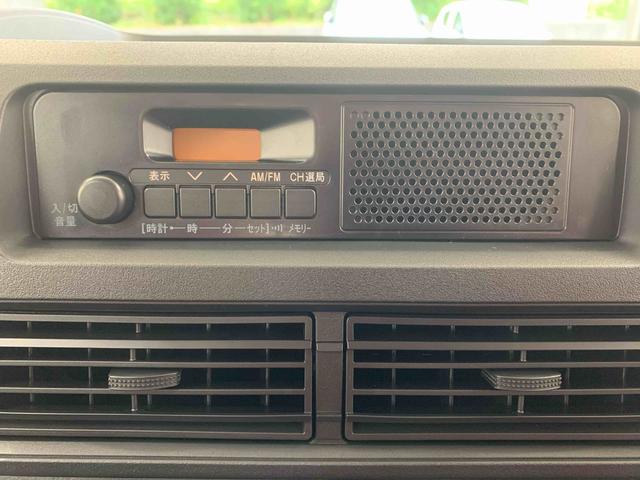 表示 ∨ ∧ AM/FM CH選局
入/切
音量
[時計•─時──分─セット]•))) メモリー